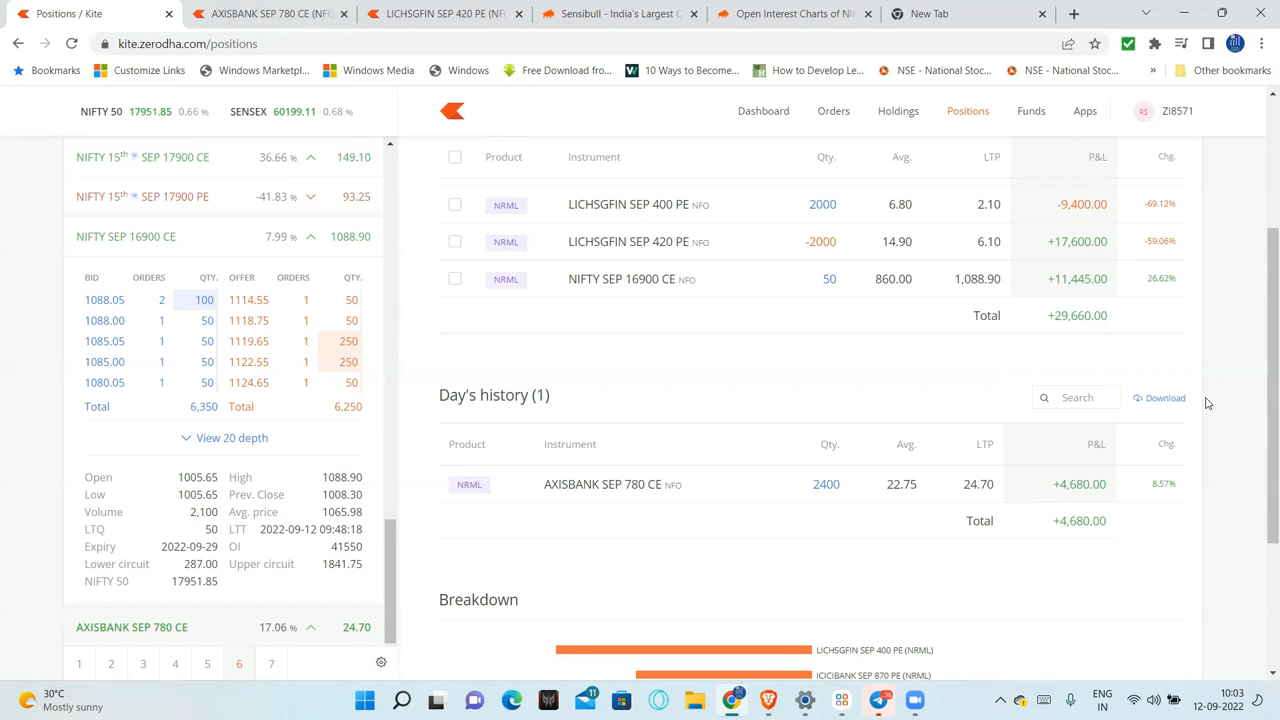 Positions / Kite
AXISBANK SEP 780 CE (NFO
LICHSGFIN SEP 420 PE (NF
Sensibull - India's Largest O
Open Interest Charts of NIF
New Tab
kite.zerodha.com/positions
Bookmarks
Customize Links
Windows Marketpl...
Windows Media
Windows
Free Download fro...
10 Ways to Become...
How to Develop Le...
NSE - National Stoc...
NSE - National Stoc...
»
Other bookmarks
NIFTY 50 17951.85 0.66 % SENSEX 60199.11 0.68 %
Dashboard Orders Holdings Positions Funds Apps RS ZI8571
NIFTY 15th w SEP 17900 CE 36.66 % 149.10
NIFTY 15th w SEP 17900 PE -41.83 % 93.25
NIFTY SEP 16900 CE 7.99 % 1088.90
BID ORDERS QTY. OFFER ORDERS QTY.
1088.05 2 100 1114.55 1 50
1088.00 1 50 1118.75 1 50
1085.05 1 50 1119.65 1 250
1085.00 1 50 1122.55 1 250
1080.05 1 50 1124.65 1 50
Total 6,350 Total 6,250
View 20 depth
Open 1005.65 High 1088.90
Low 1005.65 Prev. Close 1008.30
Volume 2,100 Avg. price 1065.98
LTQ 50 LTT 2022-09-12 09:48:18
Expiry 2022-09-29 OI 41550
Lower circuit 287.00 Upper circuit 1841.75
NIFTY 50 17951.85
AXISBANK SEP 780 CE 17.06 % 24.70
1 2 3 4 5 6 7
Product Instrument Qty. Avg. LTP P&L Chg.
NRML LICHSGFIN SEP 400 PE NFO 2000 6.80 2.10 -9,400.00 -69.12%
NRML LICHSGFIN SEP 420 PE NFO -2000 14.90 6.10 +17,600.00 -59.06%
NRML NIFTY SEP 16900 CE NFO 50 860.00 1,088.90 +11,445.00 26.62%
Total +29,660.00
Day's history (1)
Search
Download
Product Instrument Qty. Avg. LTP P&L Chg.
NRML AXISBANK SEP 780 CE NFO 2400 22.75 24.70 +4,680.00 8.57%
Total +4,680.00
Breakdown
LICHSGFIN SEP 400 PE (NRML)
ICICIBANK SEP 870 PE (NRML)
30°C
Mostly sunny
11
36
ENG
IN
10:03
12-09-2022